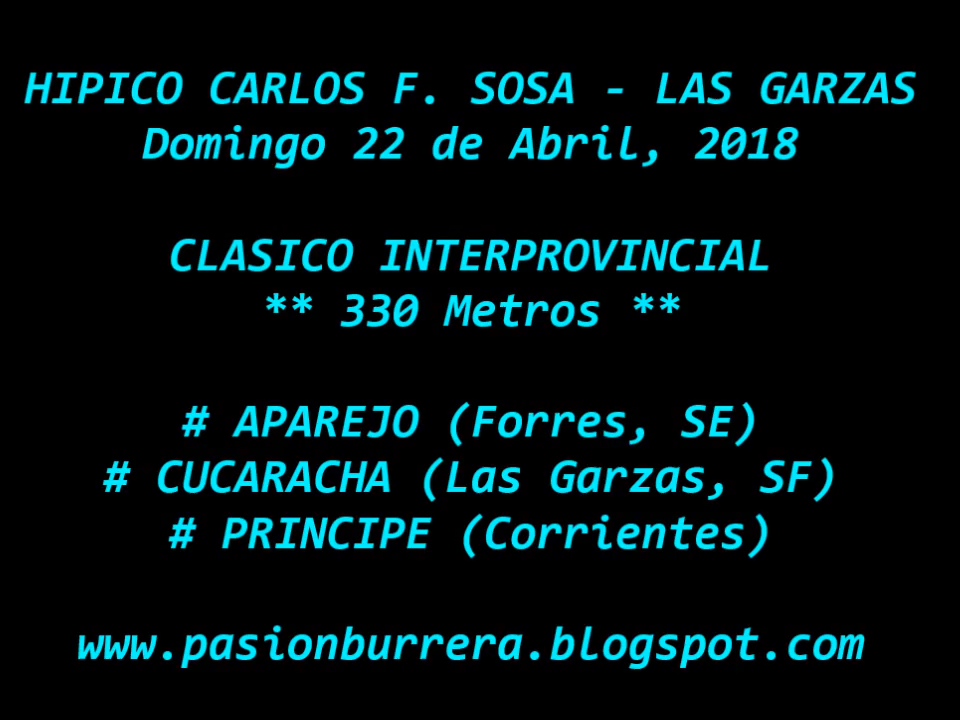 HIPICO CARLOS F. SOSA - LAS GARZAS
Domingo 22 de Abril, 2018
CLASICO INTERPROVINCIAL
** 330 Metros **
# APAREJO (Forres, SE)
# CUCARACHA (Las Garzas, SF)
# PRINCIPE (Corrientes)
www.pasionburrera.blogspot.com